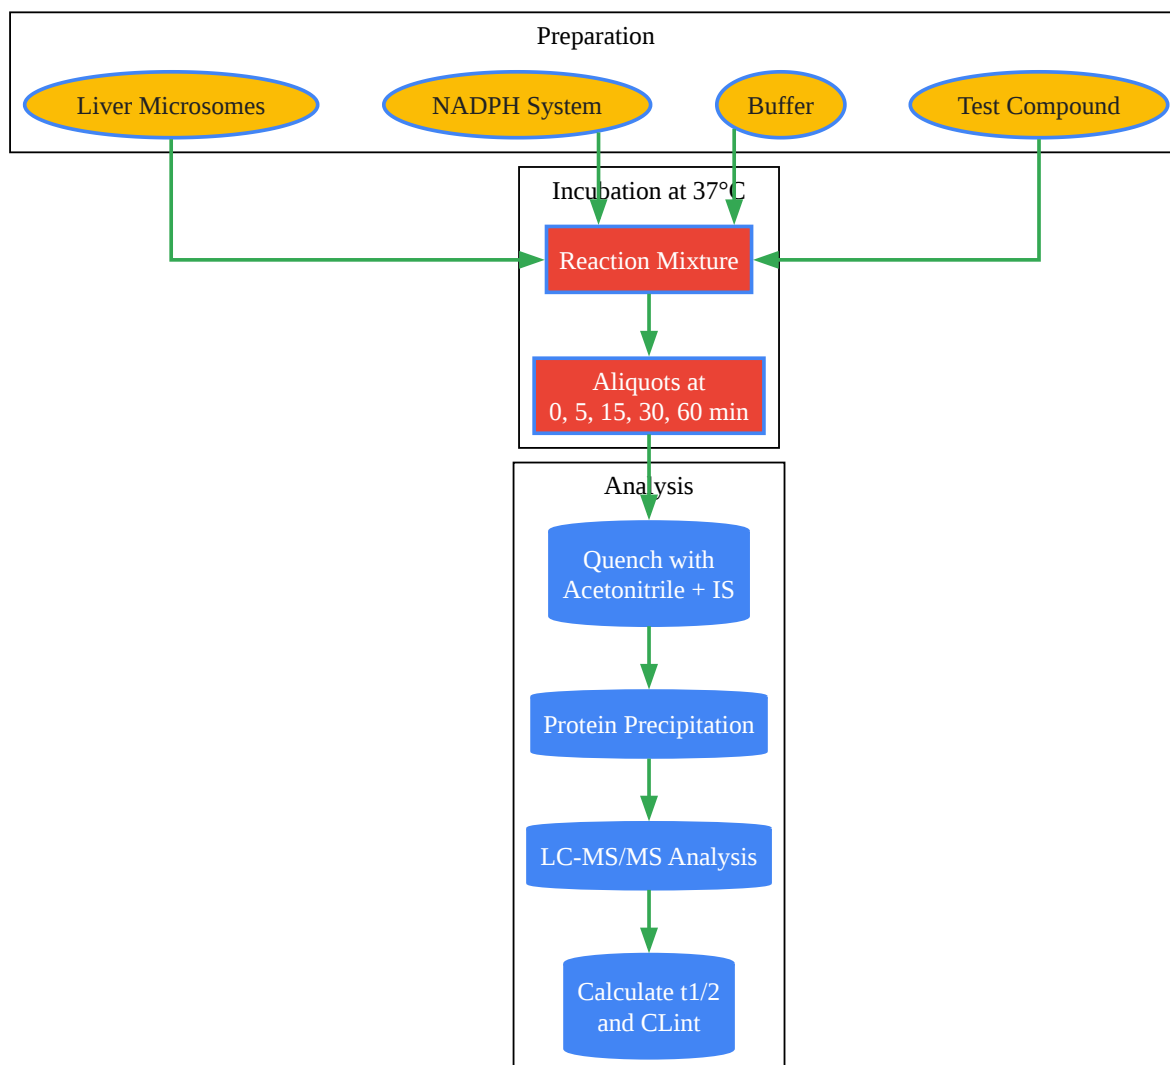 Preparation
Liver Microsomes
NADPH System
Buffer
Test Compound
Incubation at 37°C
Reaction Mixture
Aliquots at
0, 5, 15, 30, 60 min
Analysis
Quench with
Acetonitrile + IS
Protein Precipitation
LC-MS/MS Analysis
Calculate t1/2
and CLint